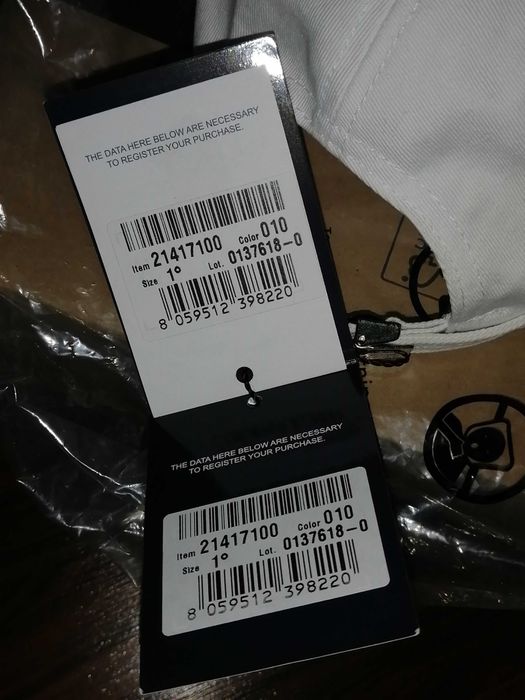 THE DATA HERE BELOW ARE NECESSARY
TO REGISTER YOUR PURCHASE.
Item 21417100 Color 010
Size 1° Lot. 0137618-0
8 059512 398220
THE DATA HERE BELOW ARE NECESSARY
TO REGISTER YOUR PURCHASE.
Item 21417100 Color 010
Size 1° Lot. 0137618-0
8 059512 398220